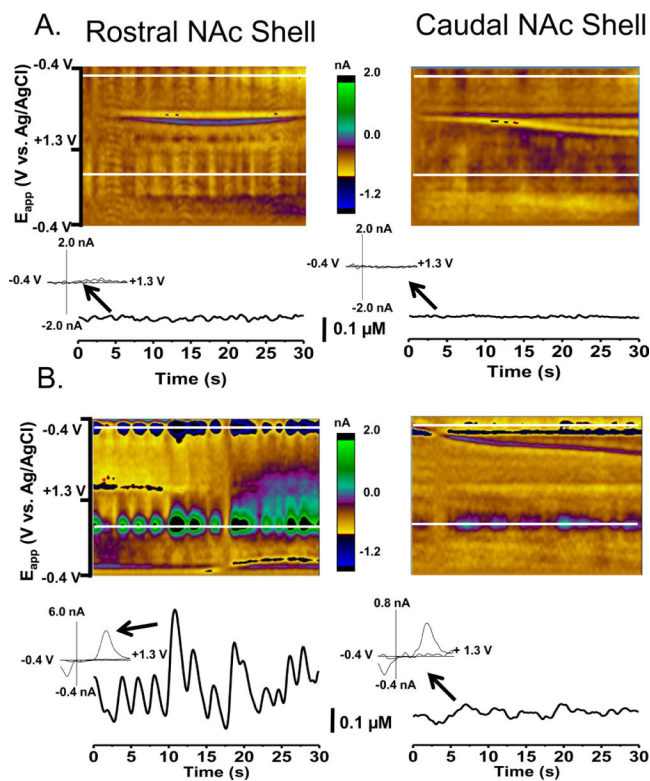 A. Rostral NAc Shell Caudal NAc Shell
Eapp (V vs. Ag/AgCl)
-0.4 V
+1.3 V
-0.4 V
nA
2.0
0.0
-1.2
2.0 nA
-0.4 V +1.3 V
-2.0 nA
2.0 nA
-0.4 V +1.3 V
-2.0 nA
0.1 µM
0 5 10 15 20 25 30
Time (s)
0 5 10 15 20 25 30
Time (s)
B.
Eapp (V vs. Ag/AgCl)
-0.4 V
+1.3 V
-0.4 V
nA
2.0
0.0
-1.2
6.0 nA
-0.4 V +1.3 V
-0.4 nA
0.8 nA
-0.4 V +1.3 V
-0.4 nA
0.1 µM
0 5 10 15 20 25 30
Time (s)
0 5 10 15 20 25 30
Time (s)